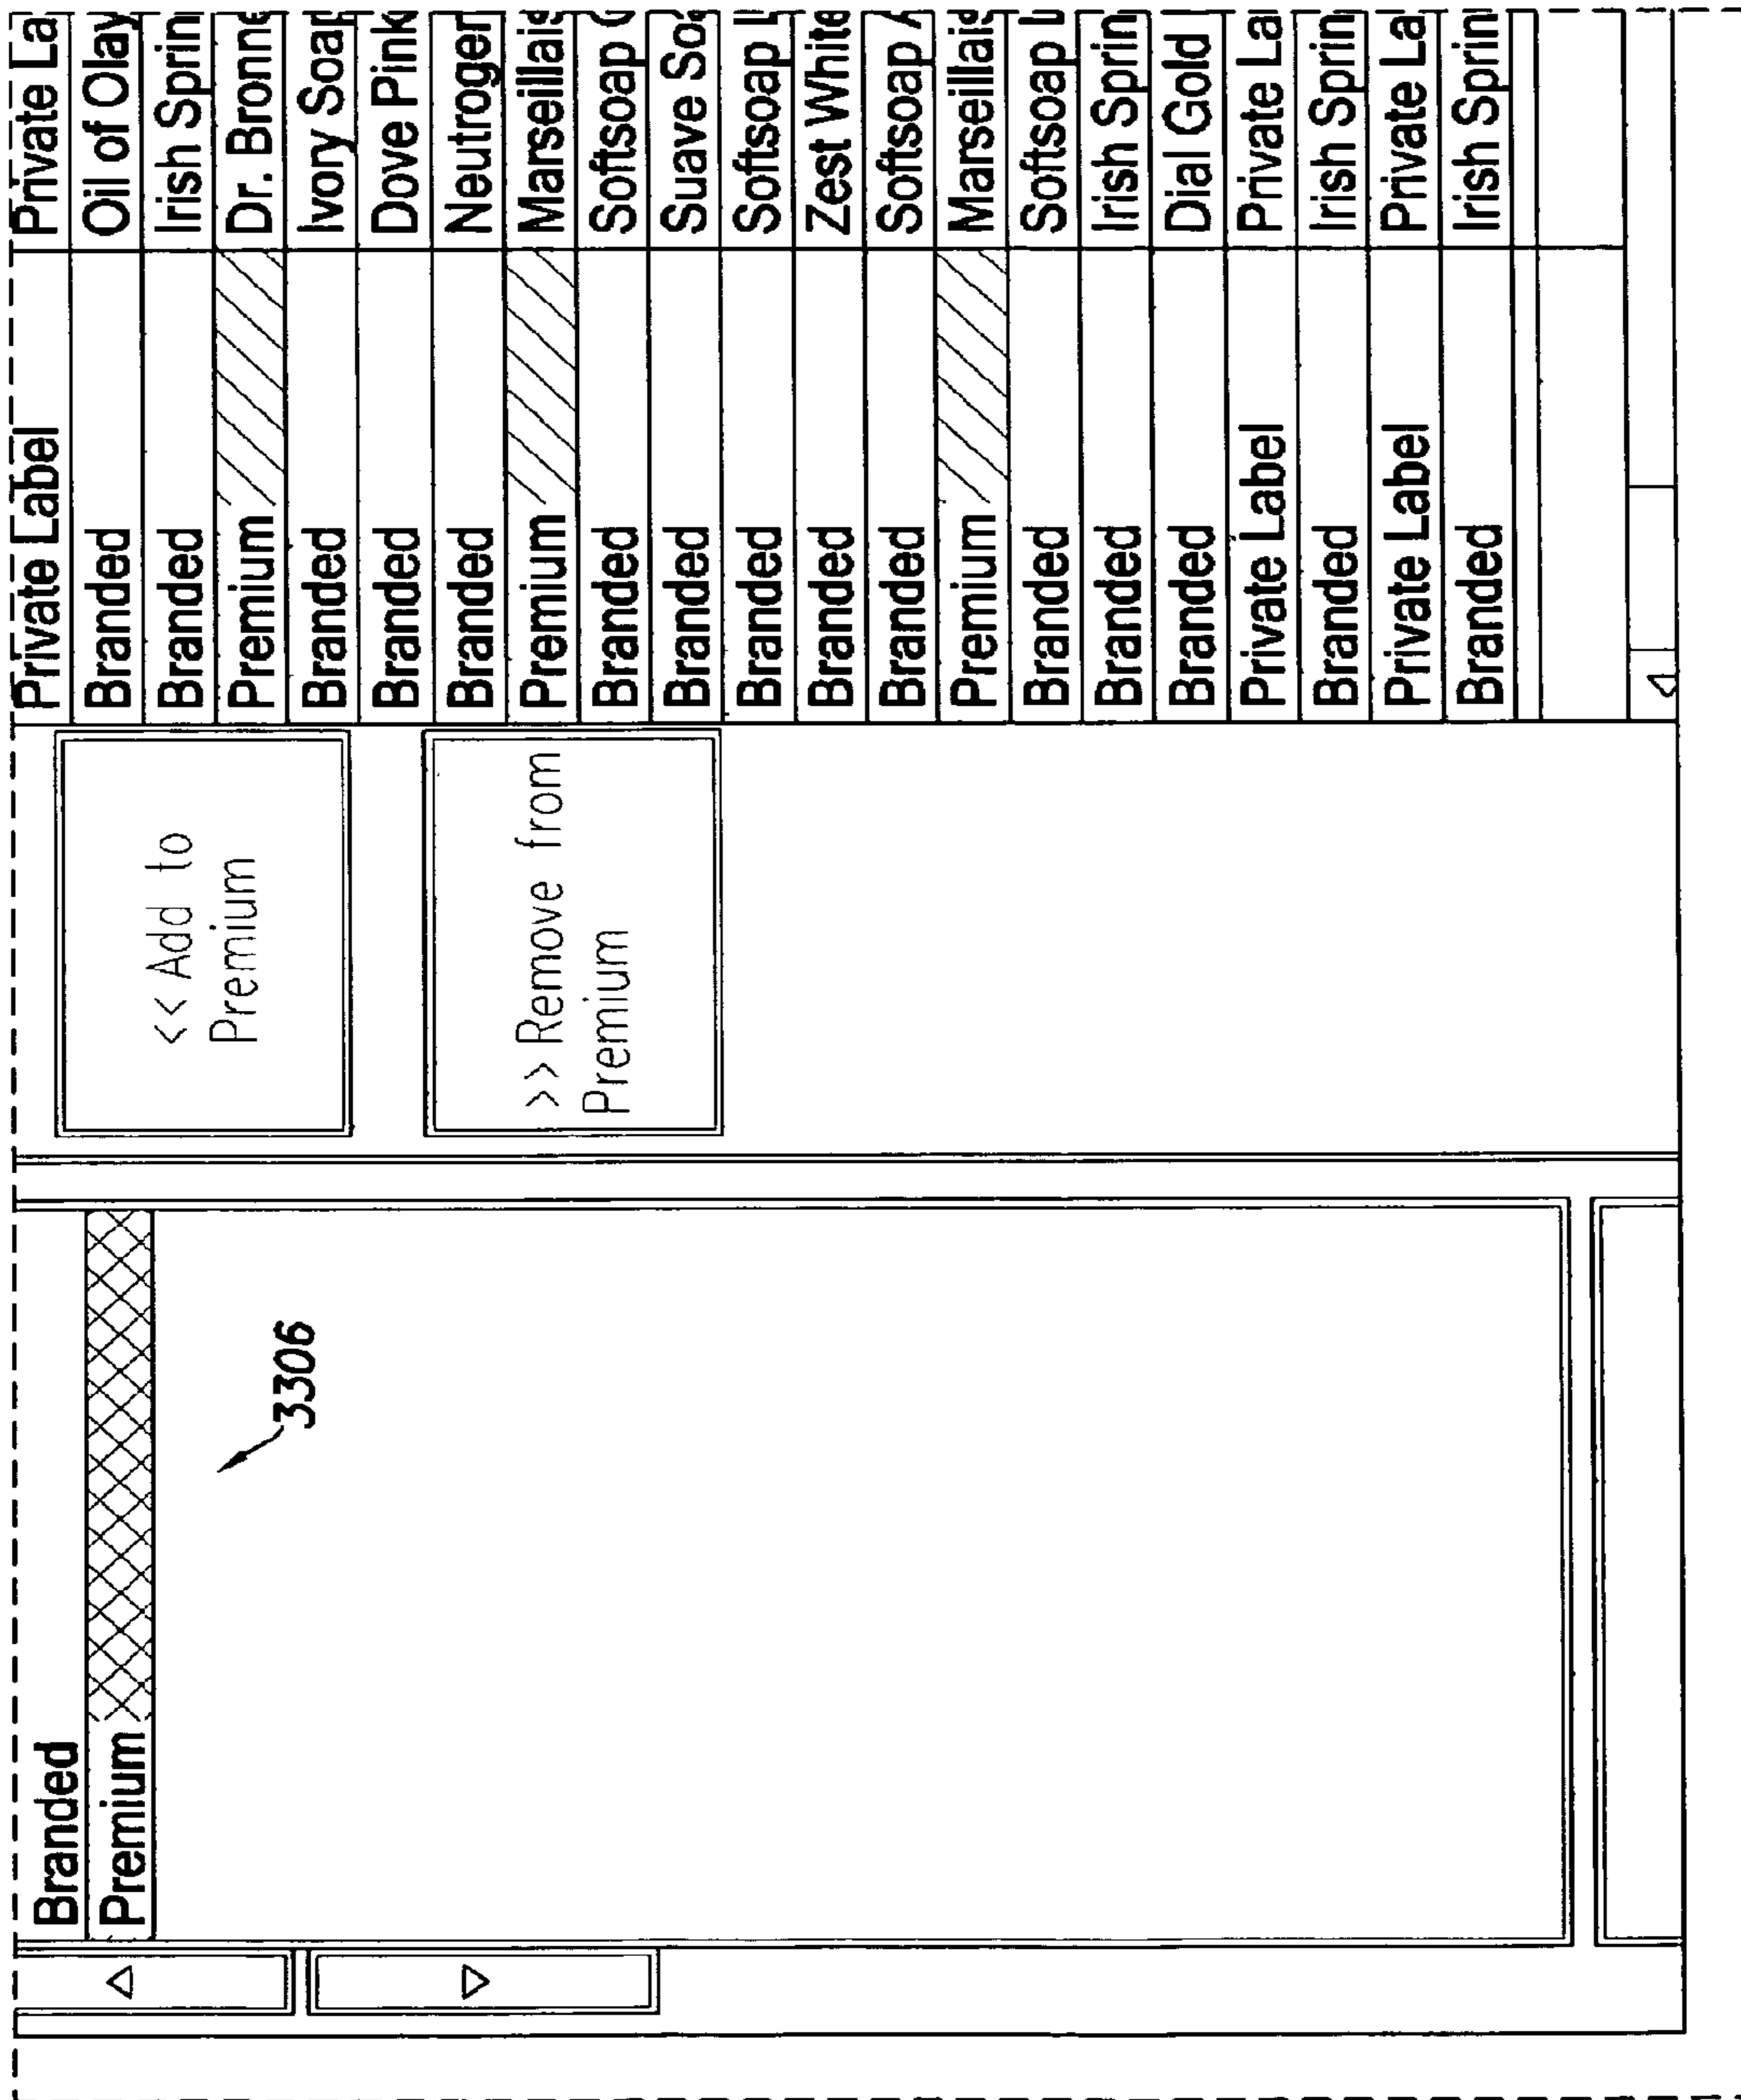 Branded
Premium
3306
<< Add to
Premium
>> Remove from
Premium
Private Label Private La
Branded Oil of Olay
Branded Irish Sprin
Premium Dr. Bronne
Branded Ivory Soap
Branded Dove Pink
Branded Neutroger
Premium Marseillais
Branded Softsoap
Branded Suave Soa
Branded Softsoap
Branded Zest White
Branded Softsoap A
Premium Marseillais
Branded Softsoap
Branded Irish Sprin
Branded Dial Gold
Private Label Private La
Branded Irish Sprin
Private Label Private La
Branded Irish Sprin